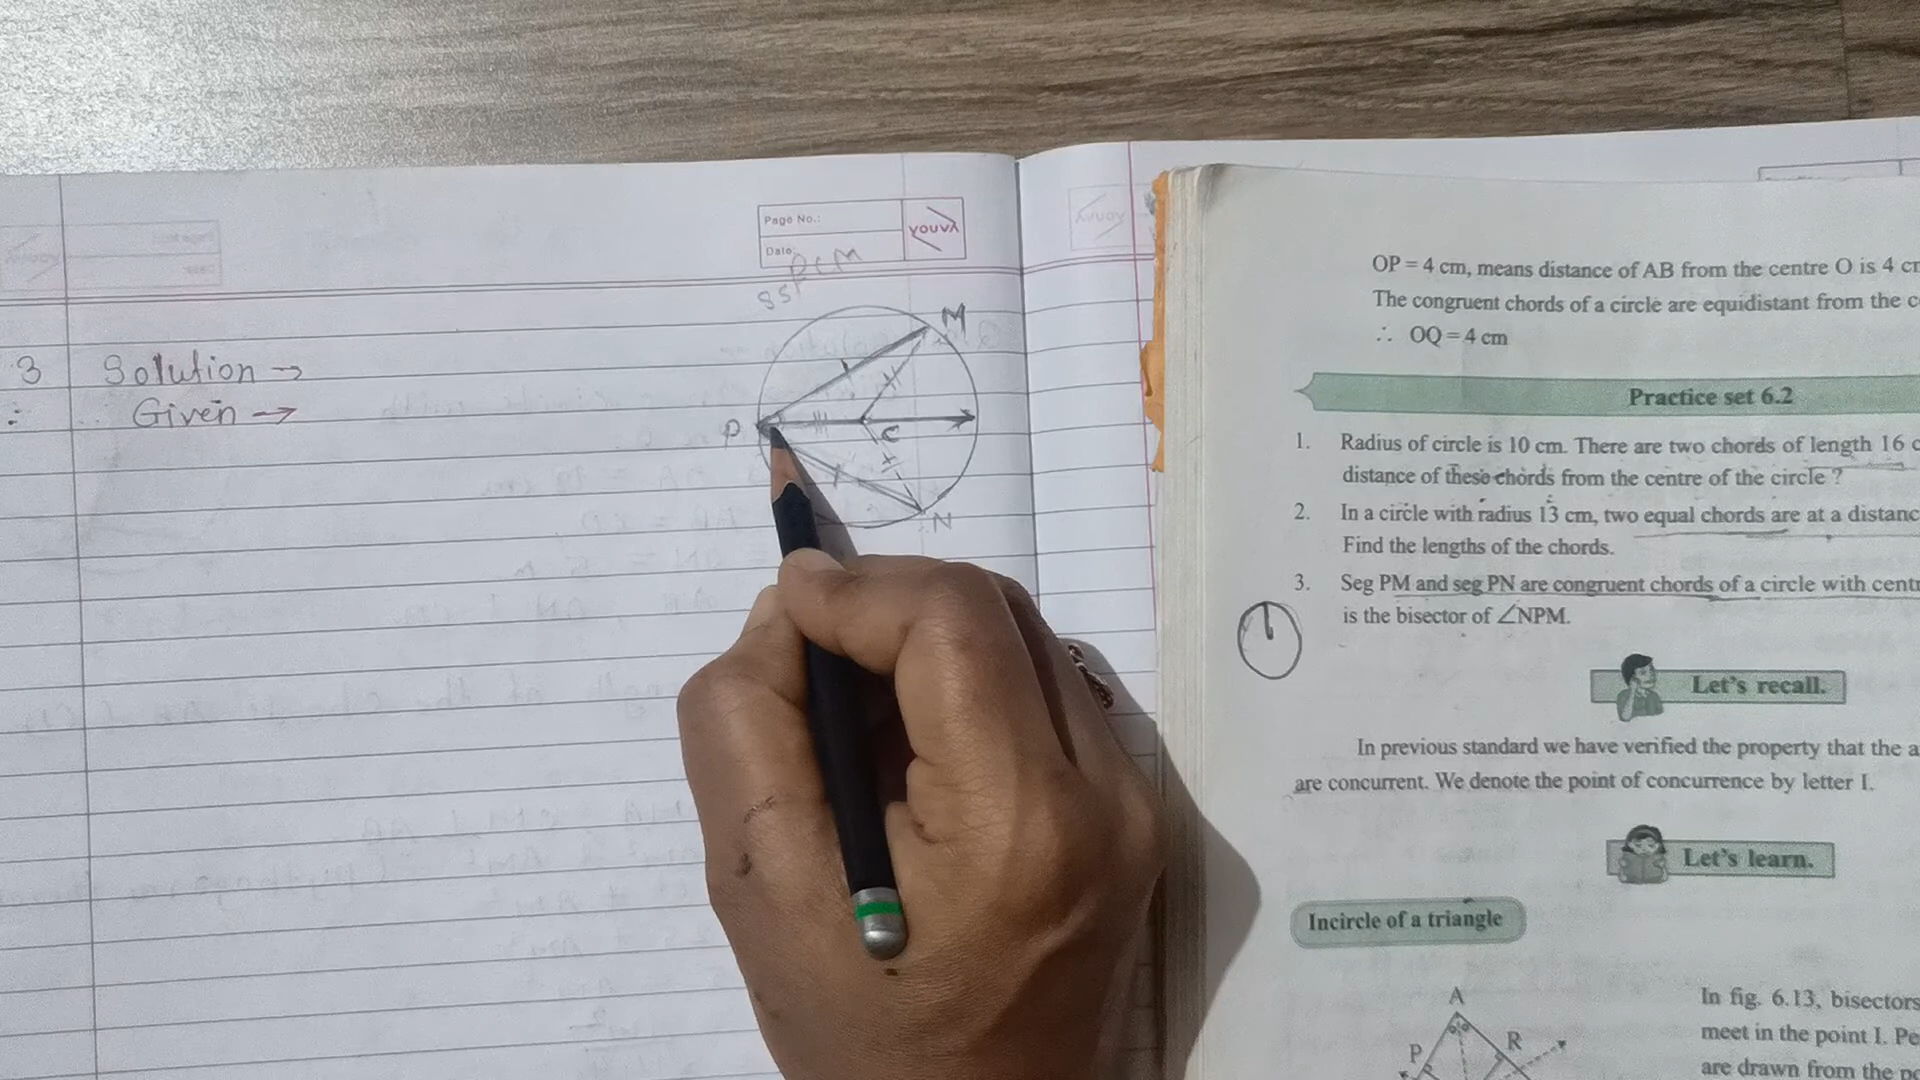 Page No.:
Date:
youva
PCM
SST
3 Solution →
∴ Given →
M
P
C
N
OP = 4 cm, means distance of AB from the centre O is 4
The congruent chords of a circle are equidistant from the
∴ OQ = 4 cm
Practice set 6.2
1. Radius of circle is 10 cm. There are two chords of length 16
distance of these chords from the centre of the circle ?
2. In a circle with radius 13 cm, two equal chords are at a
Find the lengths of the chords.
3. Seg PM and seg PN are congruent chords of a circle with
is the bisector of ∠NPM.
Let's recall.
In previous standard we have verified the property that the
are concurrent. We denote the point of concurrence by letter I.
Let's learn.
Incircle of a triangle
In fig. 6.13, bisectors
meet in the point I.
are drawn from the
A
P
R